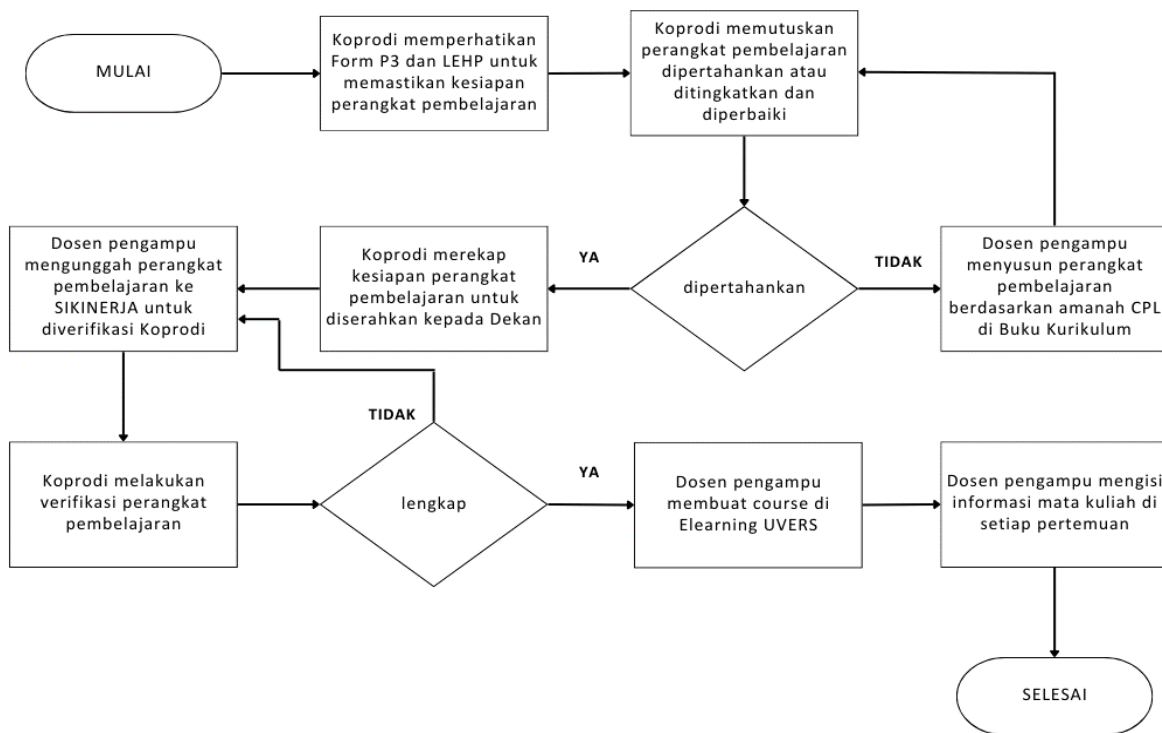 MULAI
Koprodi memperhatikan
Form P3 dan LEHP untuk
memastikan kesiapan
perangkat pembelajaran
Koprodi memutuskan
perangkat pembelajaran
dipertahankan atau
ditingkatkan dan
diperbaiki
dipertahankan
YA
TIDAK
Dosen pengampu
menyusun perangkat
pembelajaran
berdasarkan amanah CPL
di Buku Kurikulum
Koprodi merekap
kesiapan perangkat
pembelajaran untuk
diserahkan kepada Dekan
Dosen pengampu
mengunggah perangkat
pembelajaran ke
SIKINERJA untuk
diverifikasi Koprodi
Koprodi melakukan
verifikasi perangkat
pembelajaran
lengkap
TIDAK
YA
Dosen pengampu
membuat course di
Elearning UVERS
Dosen pengampu mengisi
informasi mata kuliah di
setiap pertemuan
SELESAI